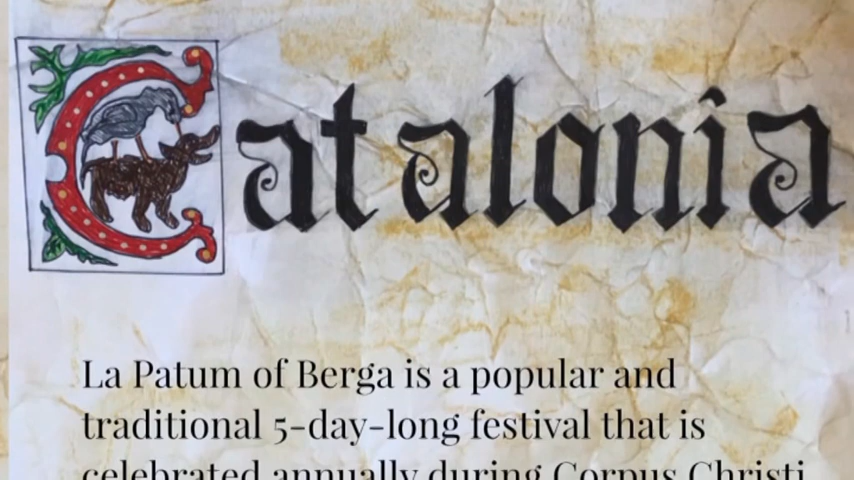 Catalonia
La Patum of Berga is a popular and
traditional 5-day-long festival that is
celebrated annually during Corpus Christi